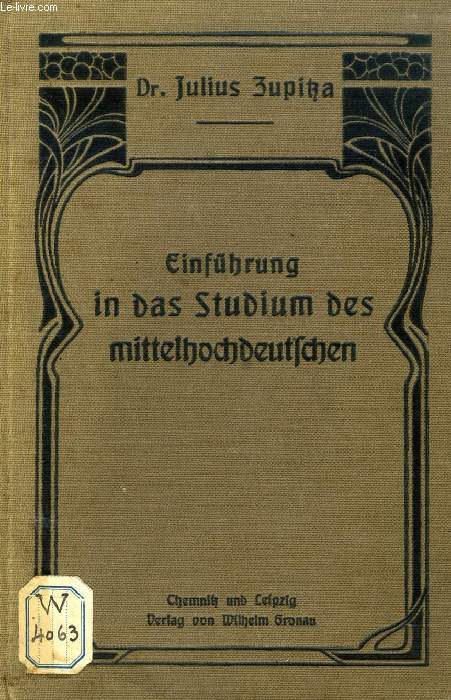 Le-livre.com
Dr. Julius Zupitza
Einführung
in das Studium des
mittelhochdeutſchen
Chemnitz und Leipzig
Verlag von Wilhelm Gronau
W
4063